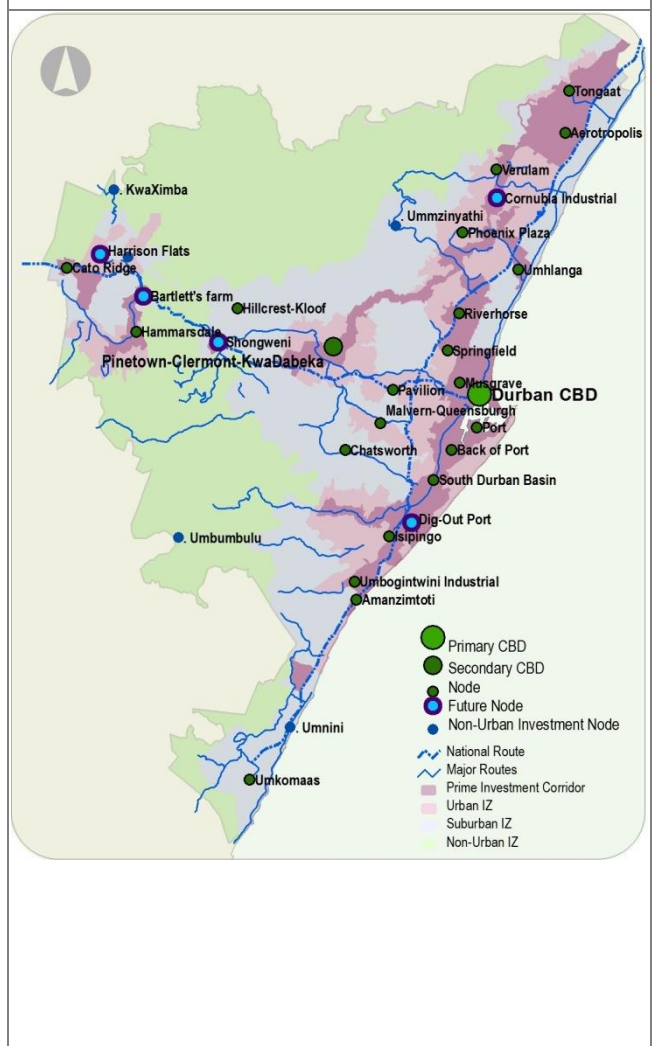 Tongaat
Aerotropolis
Verulam
Cornubia Industrial
. KwaXimba
. Ummzinyathi
Phoenix Plaza
Harrison Flats
Cato Ridge
Umhlanga
Bartlett's farm
Hillcrest-Kloof
Riverhorse
Hammarsdale
Shongweni
Springfield
Pinetown-Clermont-KwaDabeka
Musgrave
Pavilion
Durban CBD
Malvern-Queensburgh
Port
Chatsworth
Back of Port
South Durban Basin
Dig-Out Port
. Umbumbulu
Isipingo
Umbogintwini Industrial
Amanzimtoti
. Umnini
Umkomaas
Primary CBD
Secondary CBD
Node
Future Node
Non-Urban Investment Node
National Route
Major Routes
Prime Investment Corridor
Urban IZ
Suburban IZ
Non-Urban IZ